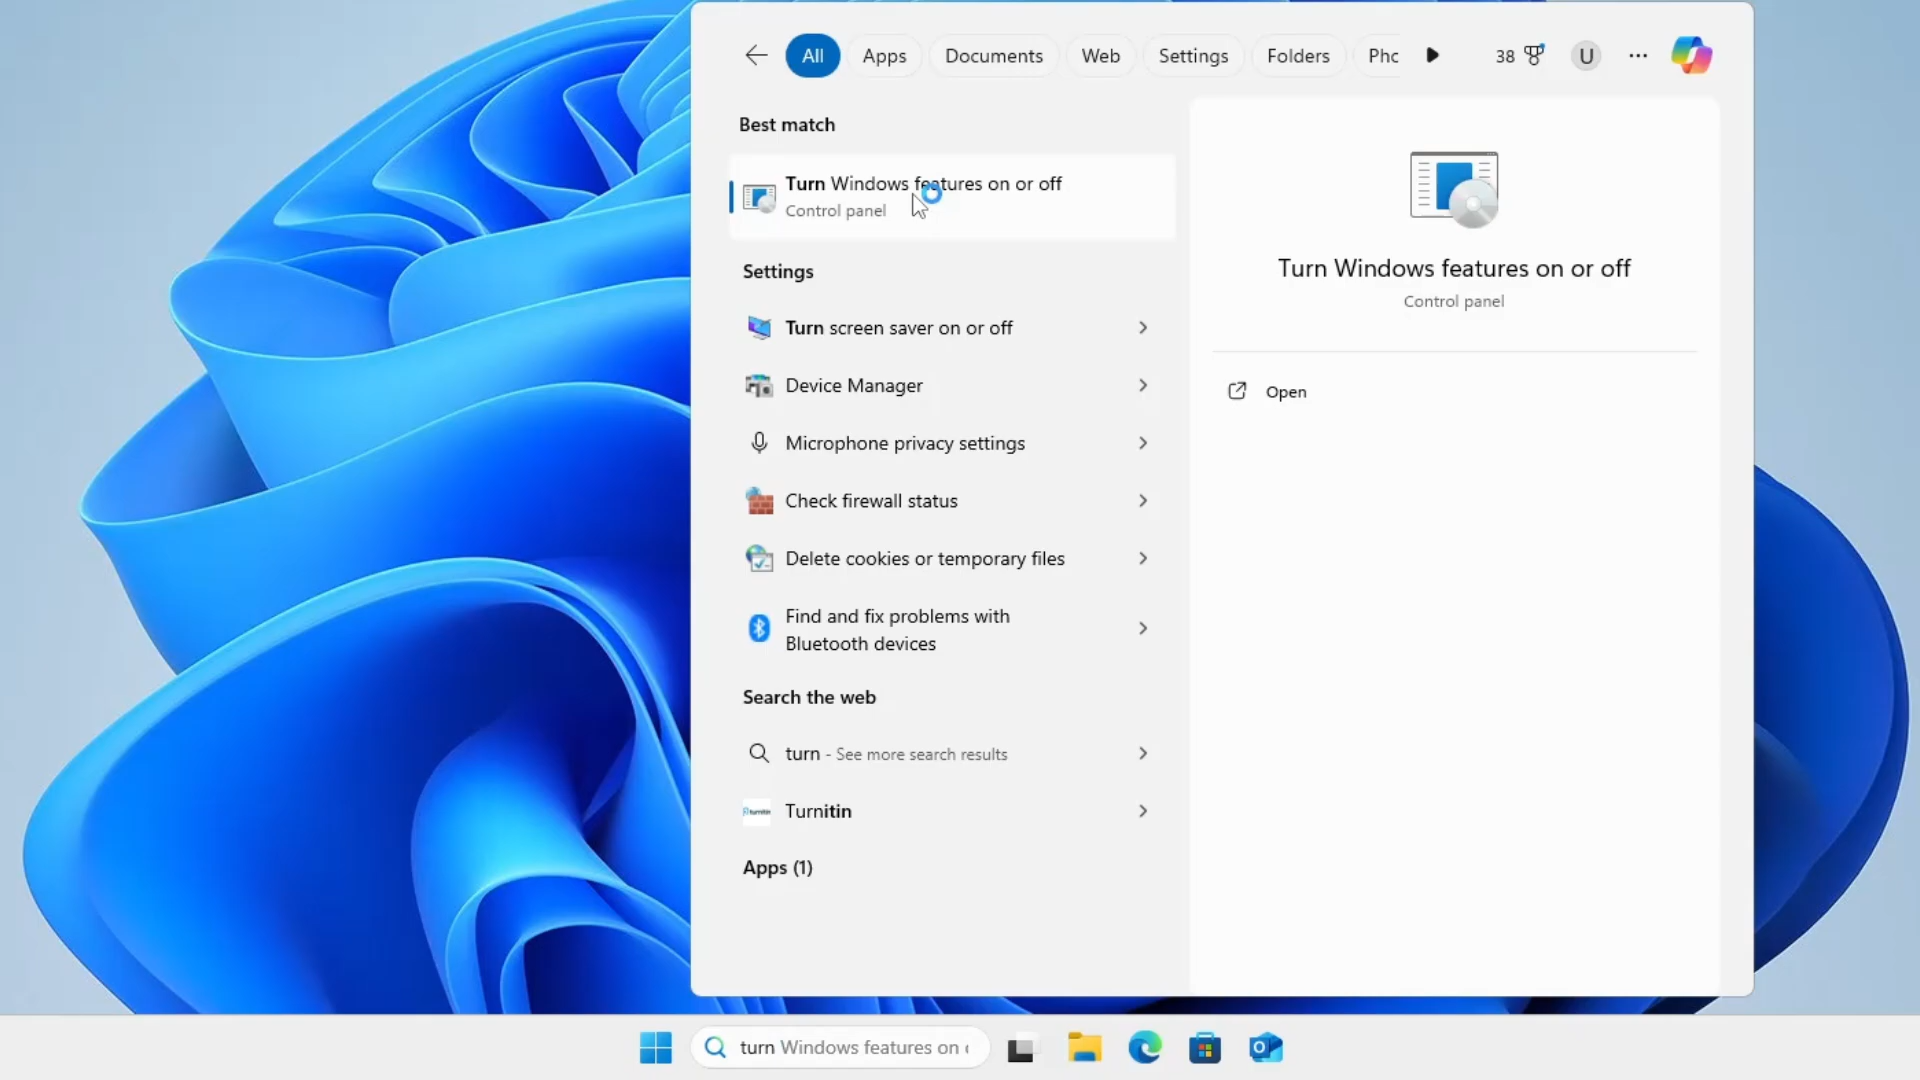 All
Apps
Documents
Web
Settings
Folders
Pho
38
U
Best match
Turn Windows features on or off
Control panel
Settings
Turn screen saver on or off
Device Manager
Microphone privacy settings
Check firewall status
Delete cookies or temporary files
Find and fix problems with
Bluetooth devices
Search the web
turn - See more search results
turnitin
Turnitin
Apps (1)
Turn Windows features on or off
Control panel
Open
turn Windows features on